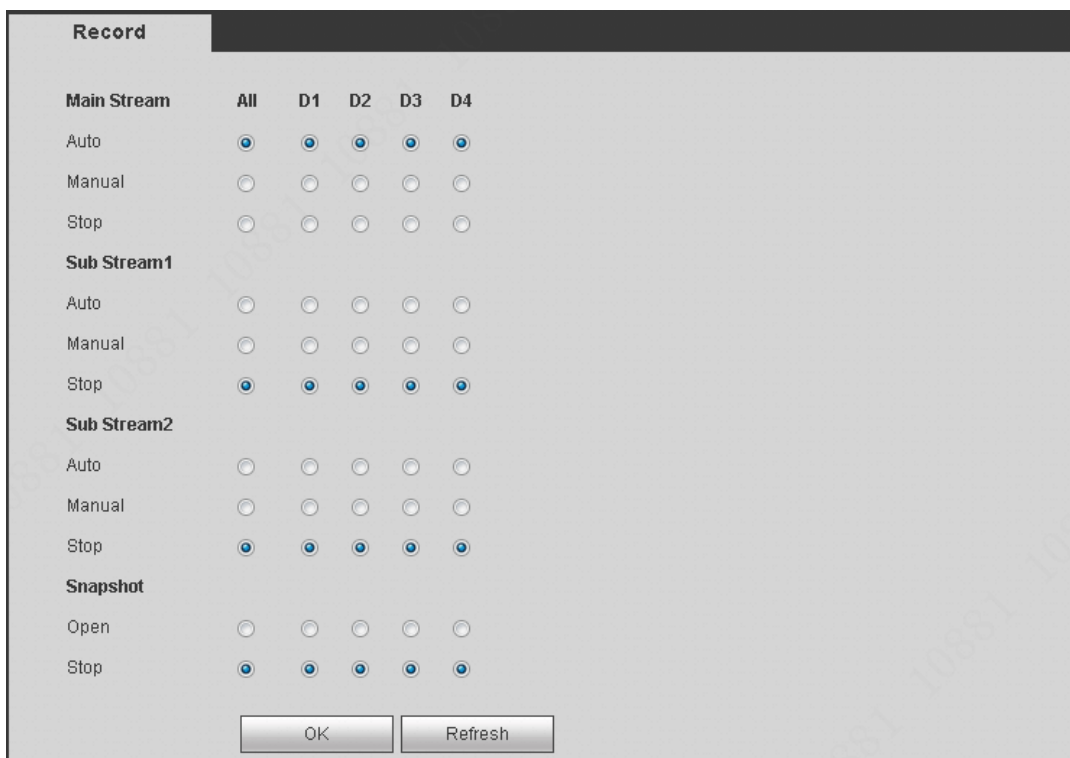 Record
Main Stream All D1 D2 D3 D4
Auto
Manual
Stop
Sub Stream1
Auto
Manual
Stop
Sub Stream2
Auto
Manual
Stop
Snapshot
Open
Stop
OK Refresh